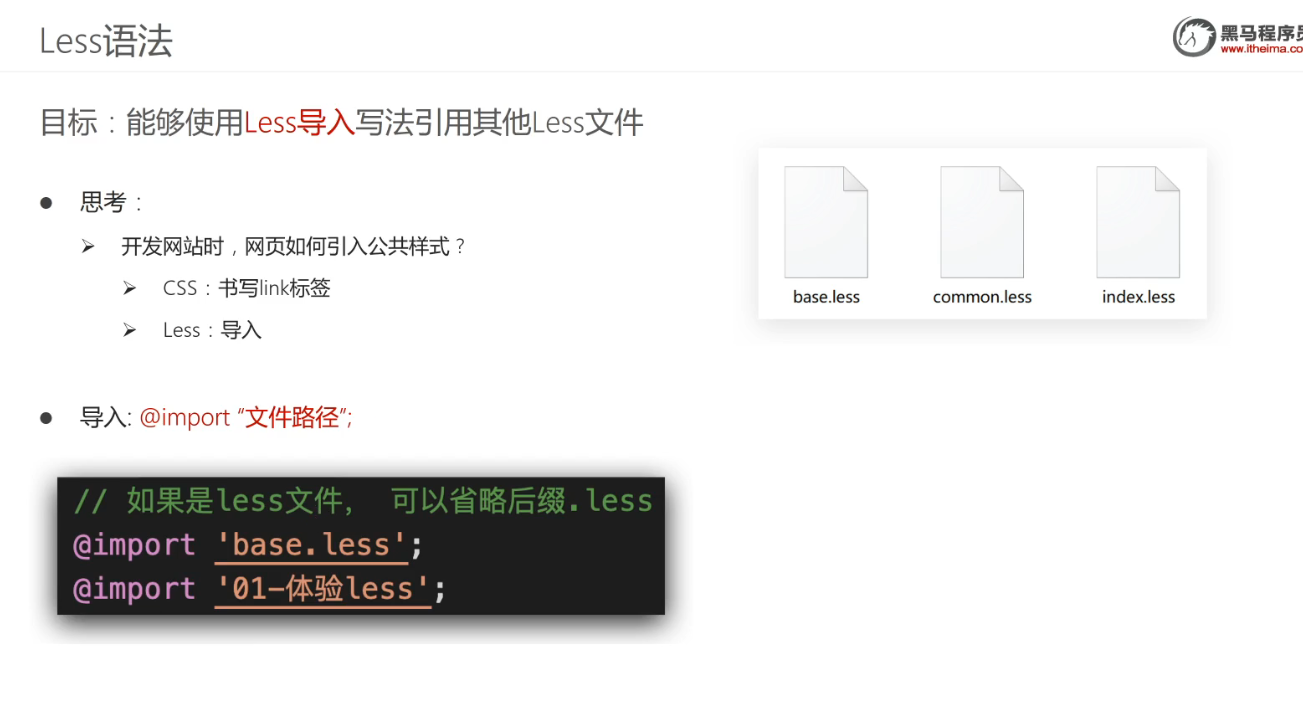 Less语法
黑马程序员
www.itheima.co
目标：能够使用Less导入写法引用其他Less文件
思考：
开发网站时，网页如何引入公共样式？
CSS：书写link标签
Less：导入
base.less
common.less
index.less
导入: @import “文件路径”;
// 如果是less文件， 可以省略后缀.less
@import 'base.less';
@import '01-体验less';